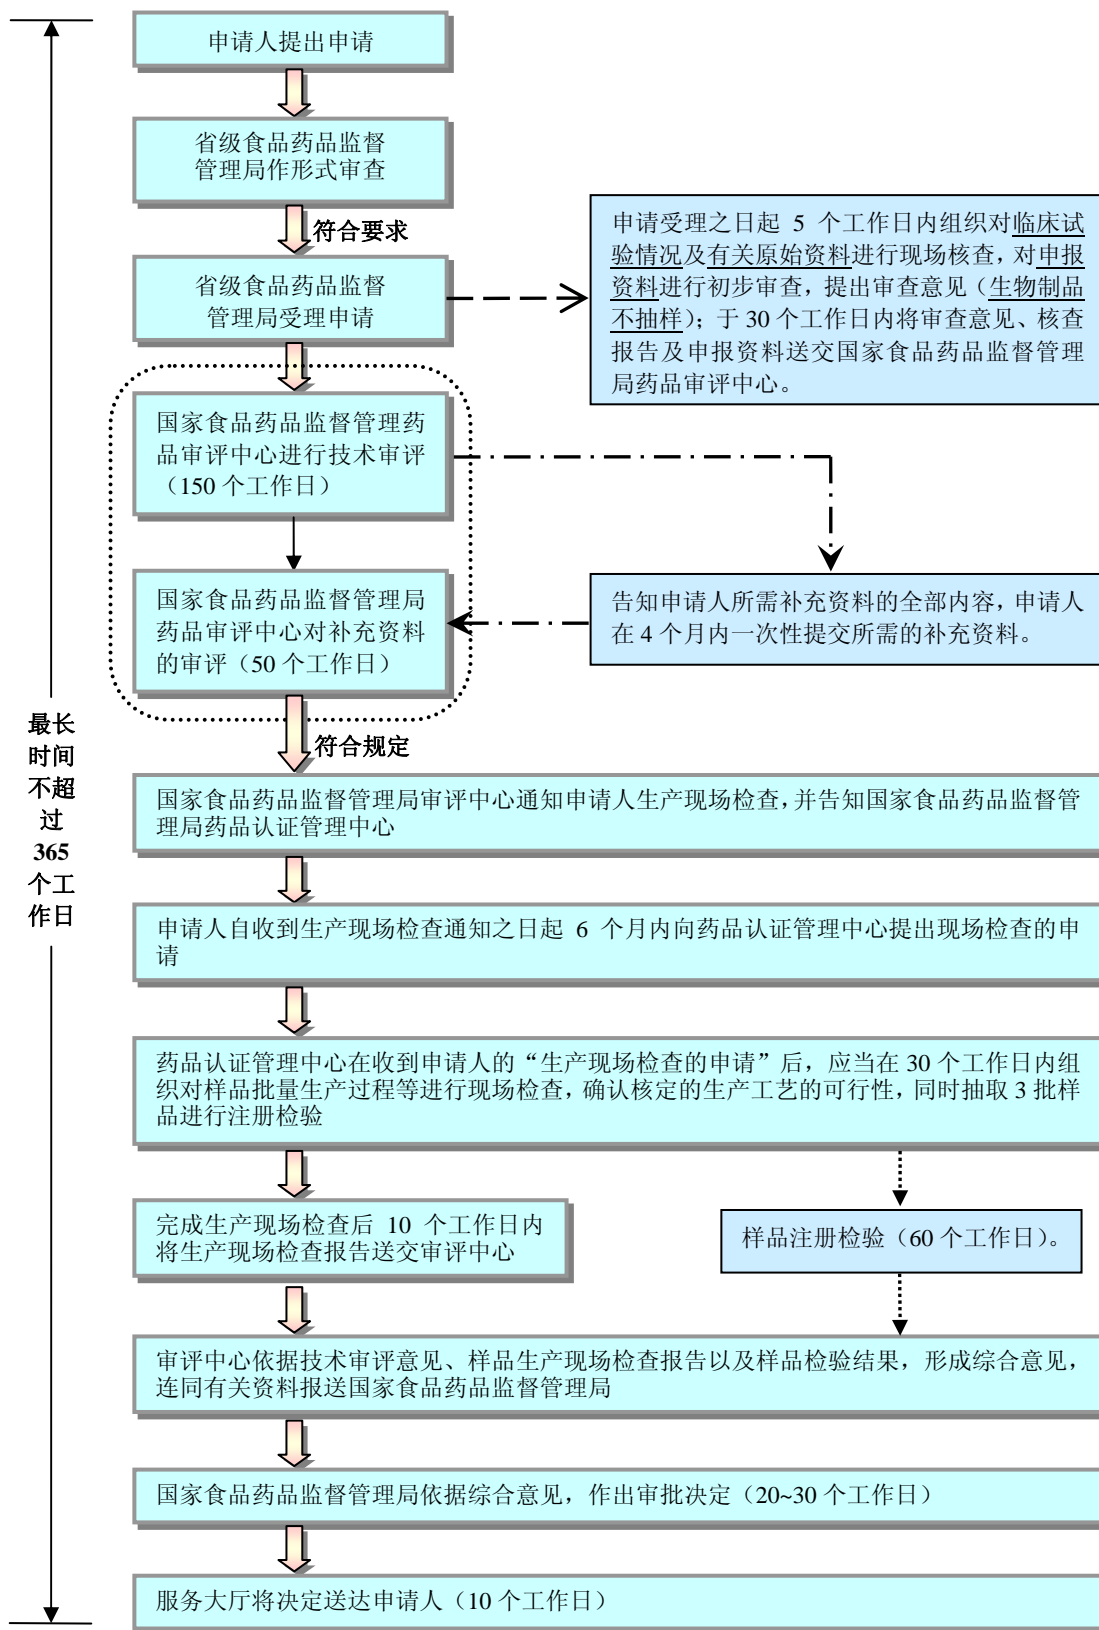 申请人提出申请
省级食品药品监督
管理局作形式审查
符合要求
省级食品药品监督
管理局受理申请
申请受理之日起 5 个工作日内组织对临床试
验情况及有关原始资料进行现场核查，对申报
资料进行初步审查，提出审查意见（生物制品
不抽样）；于 30 个工作日内将审查意见、核查
报告及申报资料送交国家食品药品监督管理
局药品审评中心。
国家食品药品监督管理药
品审评中心进行技术审评
（150 个工作日）
国家食品药品监督管理局
药品审评中心对补充资料
的审评（50 个工作日）
告知申请人所需补充资料的全部内容，申请人
在 4 个月内一次性提交所需的补充资料。
符合规定
最长
时间
不超
过
365
个工
作日
国家食品药品监督管理局审评中心通知申请人生产现场检查，并告知国家食品药品监督管
理局药品认证管理中心
申请人自收到生产现场检查通知之日起 6 个月内向药品认证管理中心提出现场检查的申
请
药品认证管理中心在收到申请人的“生产现场检查的申请”后，应当在 30 个工作日内组
织对样品批量生产过程等进行现场检查，确认核定的生产工艺的可行性，同时抽取 3 批样
品进行注册检验
完成生产现场检查后 10 个工作日内
将生产现场检查报告送交审评中心
样品注册检验（60 个工作日）。
审评中心依据技术审评意见、样品生产现场检查报告以及样品检验结果，形成综合意见，
连同有关资料报送国家食品药品监督管理局
国家食品药品监督管理局依据综合意见，作出审批决定（20~30 个工作日）
服务大厅将决定送达申请人（10 个工作日）